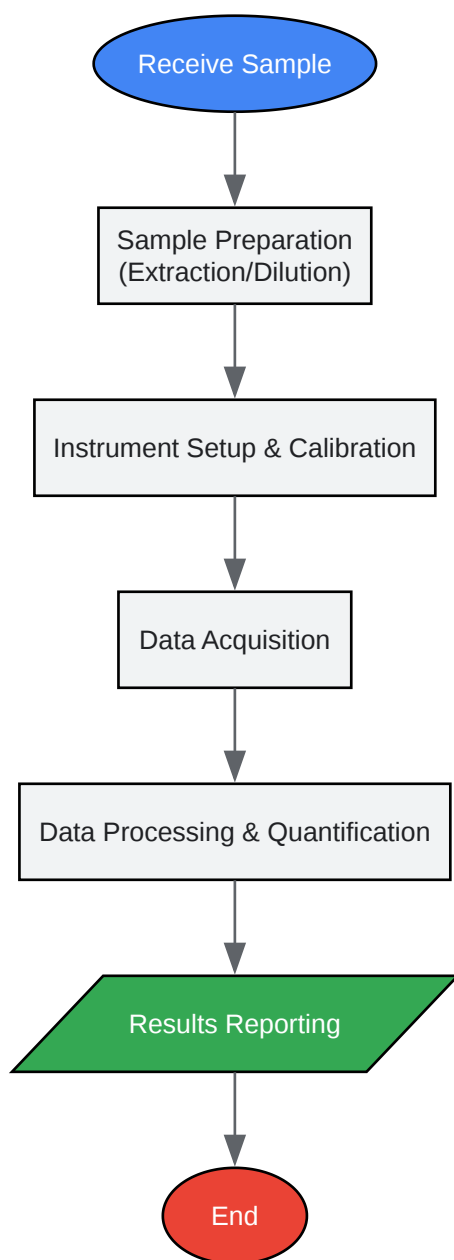 Receive Sample
Sample Preparation
(Extraction/Dilution)
Instrument Setup & Calibration
Data Acquisition
Data Processing & Quantification
Results Reporting
End